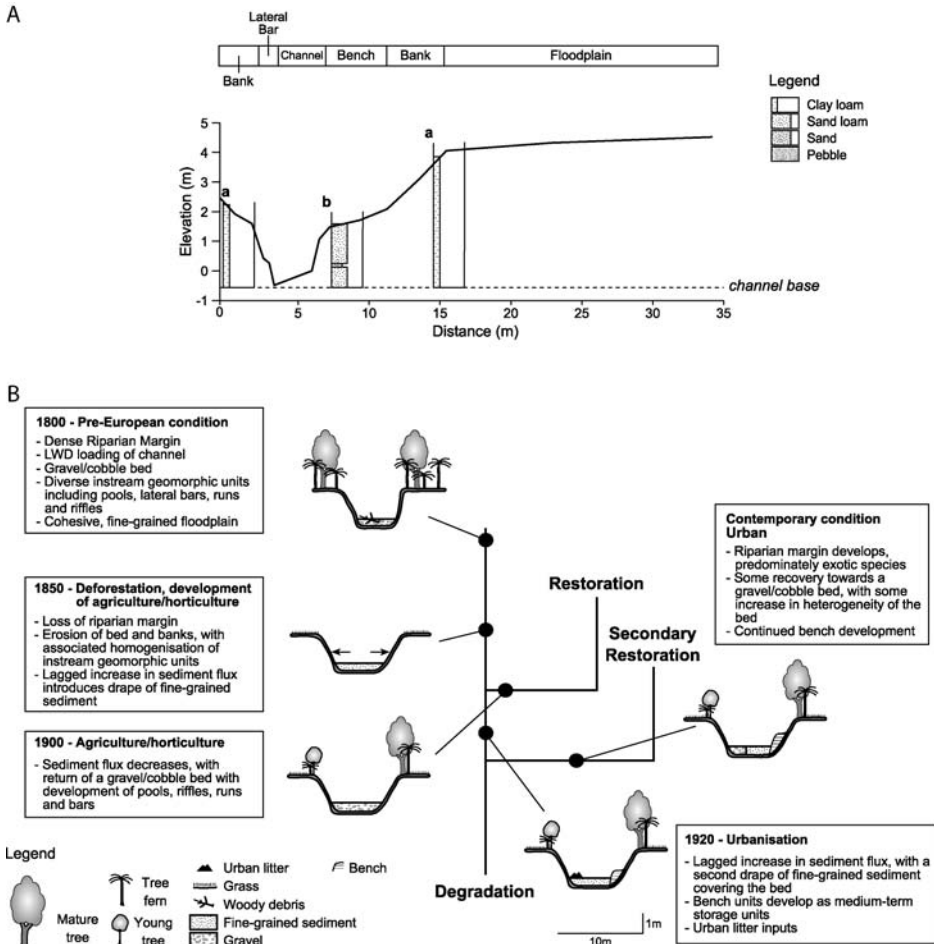 A
Lateral
Bar
Channel
Bench
Bank
Floodplain
Bank
Legend
Clay loam
Sand loam
Sand
Pebble
5
4
3
2
1
0
-1
Elevation (m)
a
b
a
channel base
0
5
10
15
20
25
30
35
Distance (m)
B
1800 - Pre-European condition
- Dense Riparian Margin
- LWD loading of channel
- Gravel/cobble bed
- Diverse instream geomorphic units
including pools, lateral bars, runs
and riffles
- Cohesive, fine-grained floodplain
1850 - Deforestation, development
of agriculture/horticulture
- Loss of riparian margin
- Erosion of bed and banks, with
associated homogenisation of
instream geomorphic units
- Lagged increase in sediment flux
introduces drape of fine-grained
sediment
1900 - Agriculture/horticulture
- Sediment flux decreases, with
return of a gravel/cobble bed with
development of pools, riffles, runs
and bars
Restoration
Secondary
Restoration
Degradation
Contemporary condition
Urban
- Riparian margin develops,
predominately exotic species
- Some recovery towards a
gravel/cobble bed, with some
increase in heterogeneity of the
bed
- Continued bench development
1920 - Urbanisation
- Lagged increase in sediment flux, with a
second drape of fine-grained sediment
covering the bed
- Bench units develop as medium-term
storage units
- Urban litter inputs
Legend
Mature
tree
Tree
fern
Young
tree
Urban litter
Grass
Woody debris
Fine-grained sediment
Gravel
Bench
1m
10m